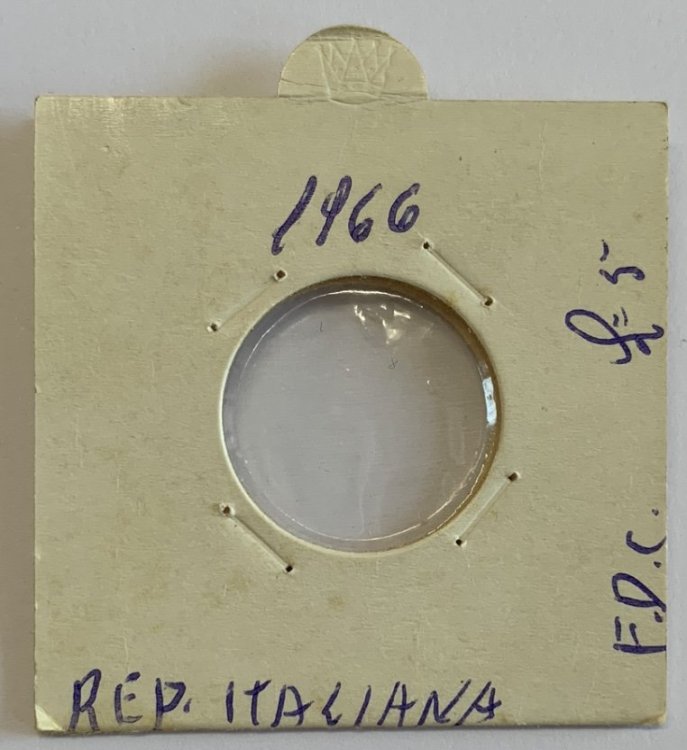 1966
£ 5
F.D.C.
REP. ITALIANA